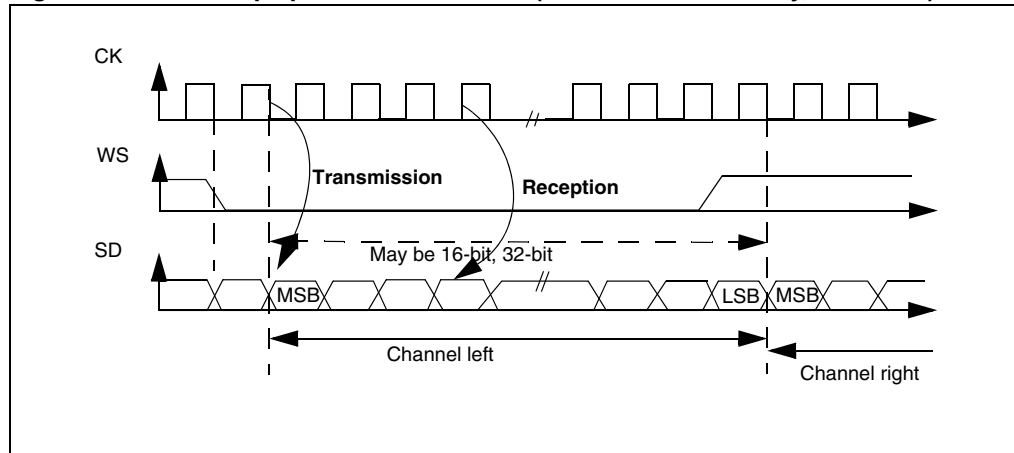 CK
WS
Transmission
Reception
SD
May be 16-bit, 32-bit
MSB
LSB
MSB
Channel left
Channel right